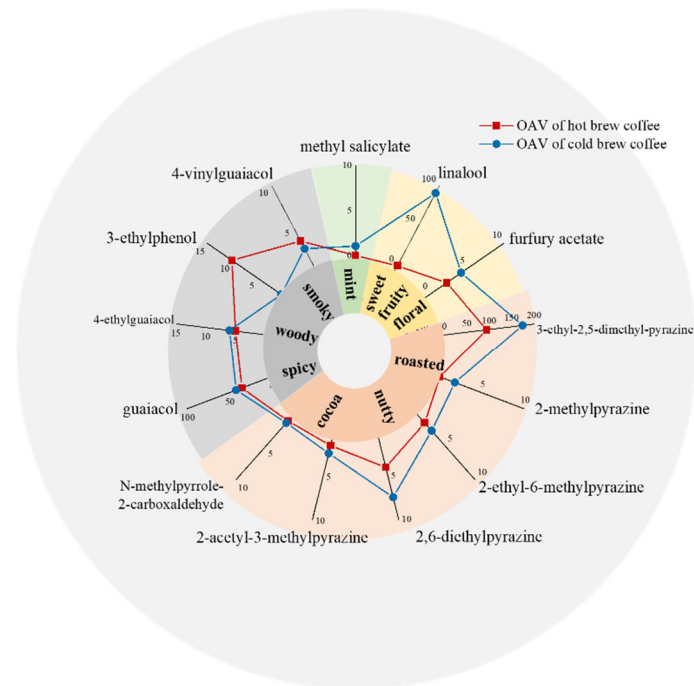 OAV of hot brew coffee
OAV of cold brew coffee
methyl salicylate
10
5
0
linalool
100
50
0
furfury acetate
10
5
0
3-ethyl-2,5-dimethyl-pyrazine
0 50 100 150 200
2-methylpyrazine
5
10
2-ethyl-6-methylpyrazine
5
10
2,6-diethylpyrazine
5
10
2-acetyl-3-methylpyrazine
5
10
N-methylpyrrole-
2-carboxaldehyde
5
10
guaiacol
100
50
4-ethylguaiacol
15
10
5
3-ethylphenol
15
10
5
4-vinylguaiacol
10
5
mint
sweet
fruity
floral
roasted
nutty
cocoa
spicy
woody
smoky